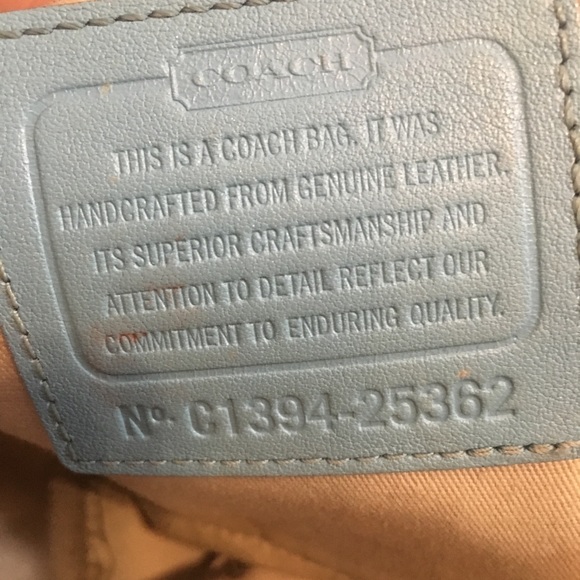 COACH
THIS IS A COACH BAG. IT WAS
HANDCRAFTED FROM GENUINE LEATHER.
ITS SUPERIOR CRAFTSMANSHIP AND
ATTENTION TO DETAIL REFLECT OUR
COMMITMENT TO ENDURING QUALITY.
Nº- C1394-25362